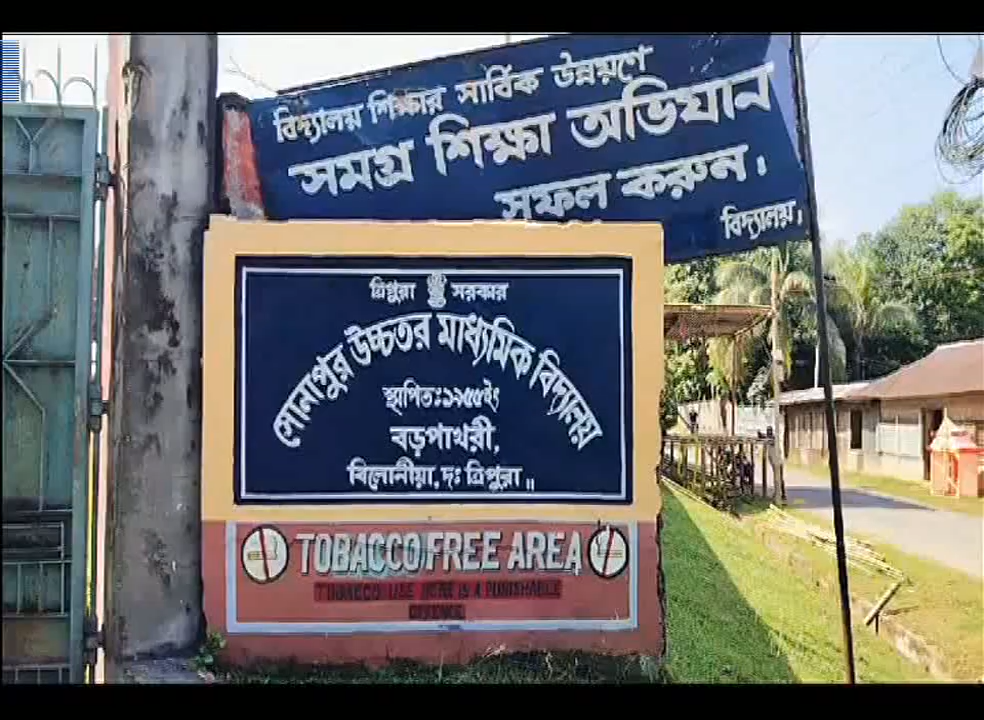 বিদ্যালয় শিক্ষার সার্বিক উন্নয়ণে
সমগ্র শিক্ষা অভিযান
সফল করুন।
বিদ্যালয়।
ত্রিপুরা সরকার
সোনাপুর উচ্চতর মাধ্যমিক বিদ্যালয়
স্থাপিতঃ১৯৫৫ইং
বড়পাথরী,
বিলোনীয়া, দঃ ত্রিপুরা॥
TOBACCO FREE AREA
TOBACCO USE HERE IS A PUNISHABLE
OFFENCE